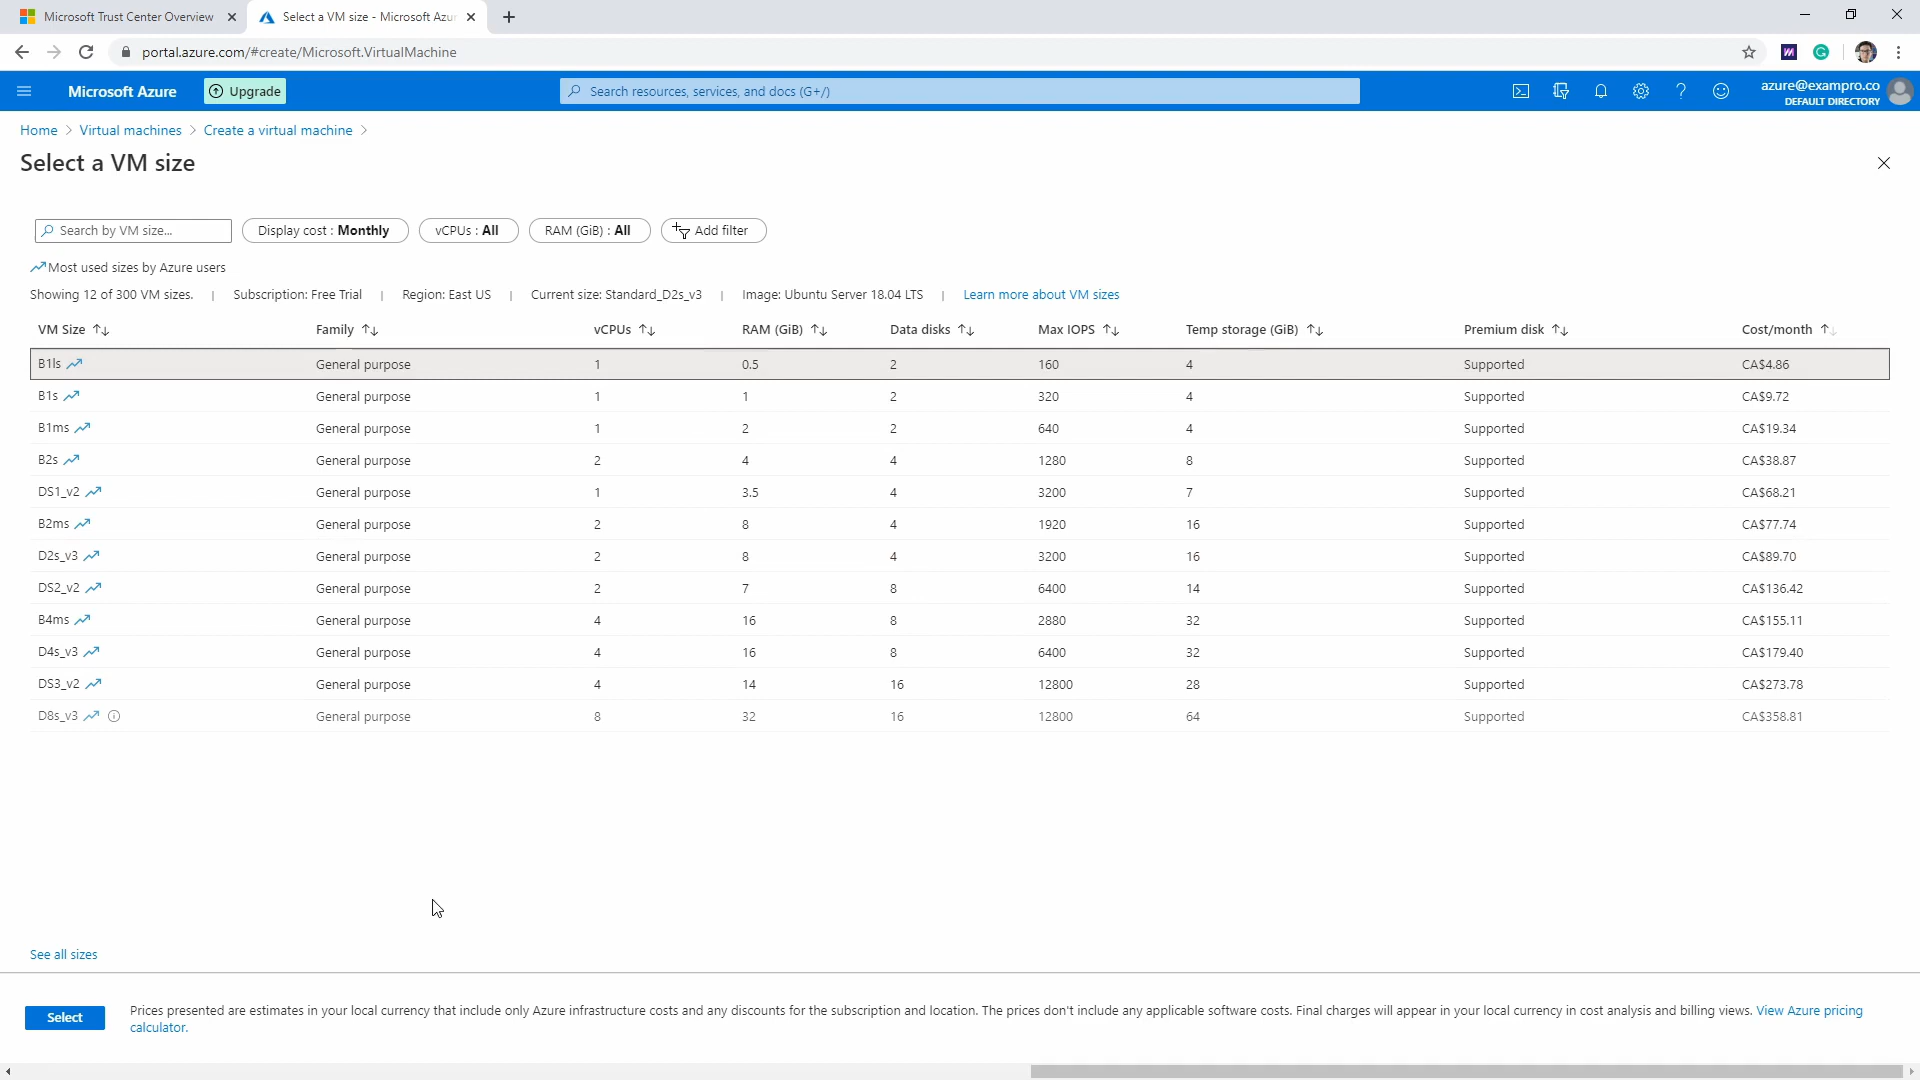 Microsoft Trust Center Overview
Select a VM size - Microsoft Azur
portal.azure.com/#create/Microsoft.VirtualMachine
Microsoft Azure
Upgrade
Search resources, services, and docs (G+/)
azure@exampro.co
DEFAULT DIRECTORY
Home > Virtual machines > Create a virtual machine >
Select a VM size
Search by VM size...
Display cost : Monthly
vCPUs : All
RAM (GiB) : All
Add filter
Most used sizes by Azure users
Showing 12 of 300 VM sizes. | Subscription: Free Trial | Region: East US | Current size: Standard_D2s_v3 | Image: Ubuntu Server 18.04 LTS | Learn more about VM sizes
VM Size Family vCPUs RAM (GiB) Data disks Max IOPS Temp storage (GiB) Premium disk Cost/month
B1ls General purpose 1 0.5 2 160 4 Supported CA$4.86
B1s General purpose 1 1 2 320 4 Supported CA$9.72
B1ms General purpose 1 2 2 640 4 Supported CA$19.34
B2s General purpose 2 4 4 1280 8 Supported CA$38.87
DS1_v2 General purpose 1 3.5 4 3200 7 Supported CA$68.21
B2ms General purpose 2 8 4 1920 16 Supported CA$77.74
D2s_v3 General purpose 2 8 4 3200 16 Supported CA$89.70
DS2_v2 General purpose 2 7 8 6400 14 Supported CA$136.42
B4ms General purpose 4 16 8 2880 32 Supported CA$155.11
D4s_v3 General purpose 4 16 8 6400 32 Supported CA$179.40
DS3_v2 General purpose 4 14 16 12800 28 Supported CA$273.78
D8s_v3 General purpose 8 32 16 12800 64 Supported CA$358.81
See all sizes
Select
Prices presented are estimates in your local currency that include only Azure infrastructure costs and any discounts for the subscription and location. The prices don't include any applicable software costs. Final charges will appear in your local currency in cost analysis and billing views. View Azure pricing
calculator.